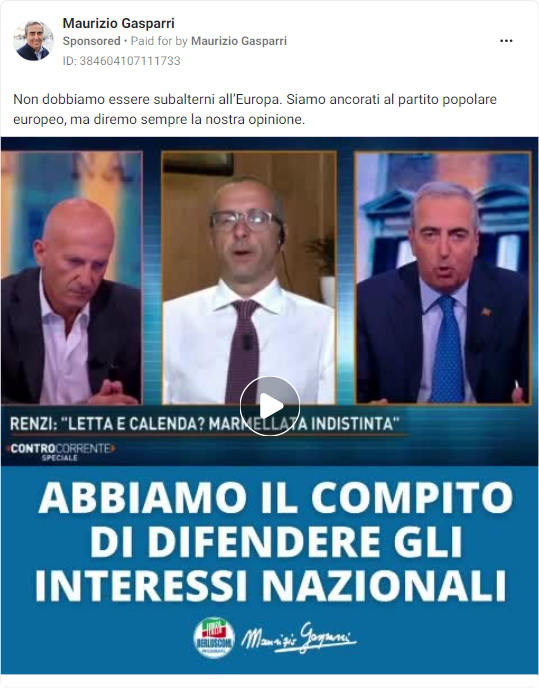 Maurizio Gasparri
Sponsored • Paid for by Maurizio Gasparri
ID: 384604107111733
Non dobbiamo essere subalterni all'Europa. Siamo ancorati al partito popolare
europeo, ma diremo sempre la nostra opinione.
RENZI: "LETTA E CALENDA? MARMELLATA INDISTINTA"
CONTROCORRENTE
SPECIALE
ABBIAMO IL COMPITO
DI DIFENDERE GLI
INTERESSI NAZIONALI
FORZA
ITALIA
BERLUSCONI
PRESIDENTE
Maurizio Gasparri